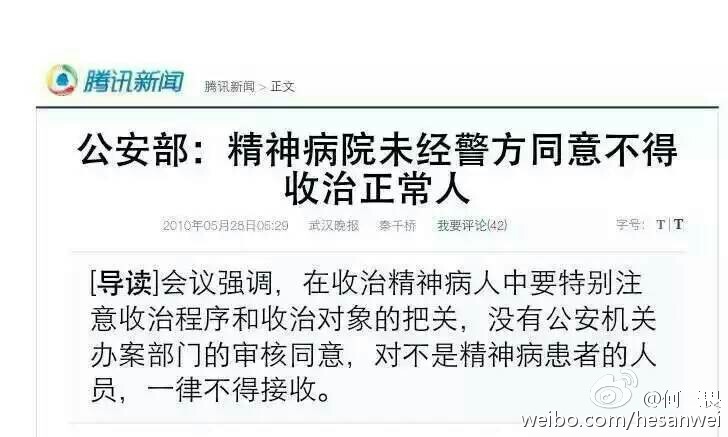 腾讯新闻 腾讯新闻 > 正文
公安部：精神病院未经警方同意不得
收治正常人
2010年05月28日06:29 武汉晚报 秦千桥 我要评论(42) 字号：T|T
[导读]会议强调，在收治精神病人中要特别注
意收治程序和收治对象的把关，没有公安机关
办案部门的审核同意，对不是精神病患者的人
员，一律不得接收。
weibo.com/hesanwei